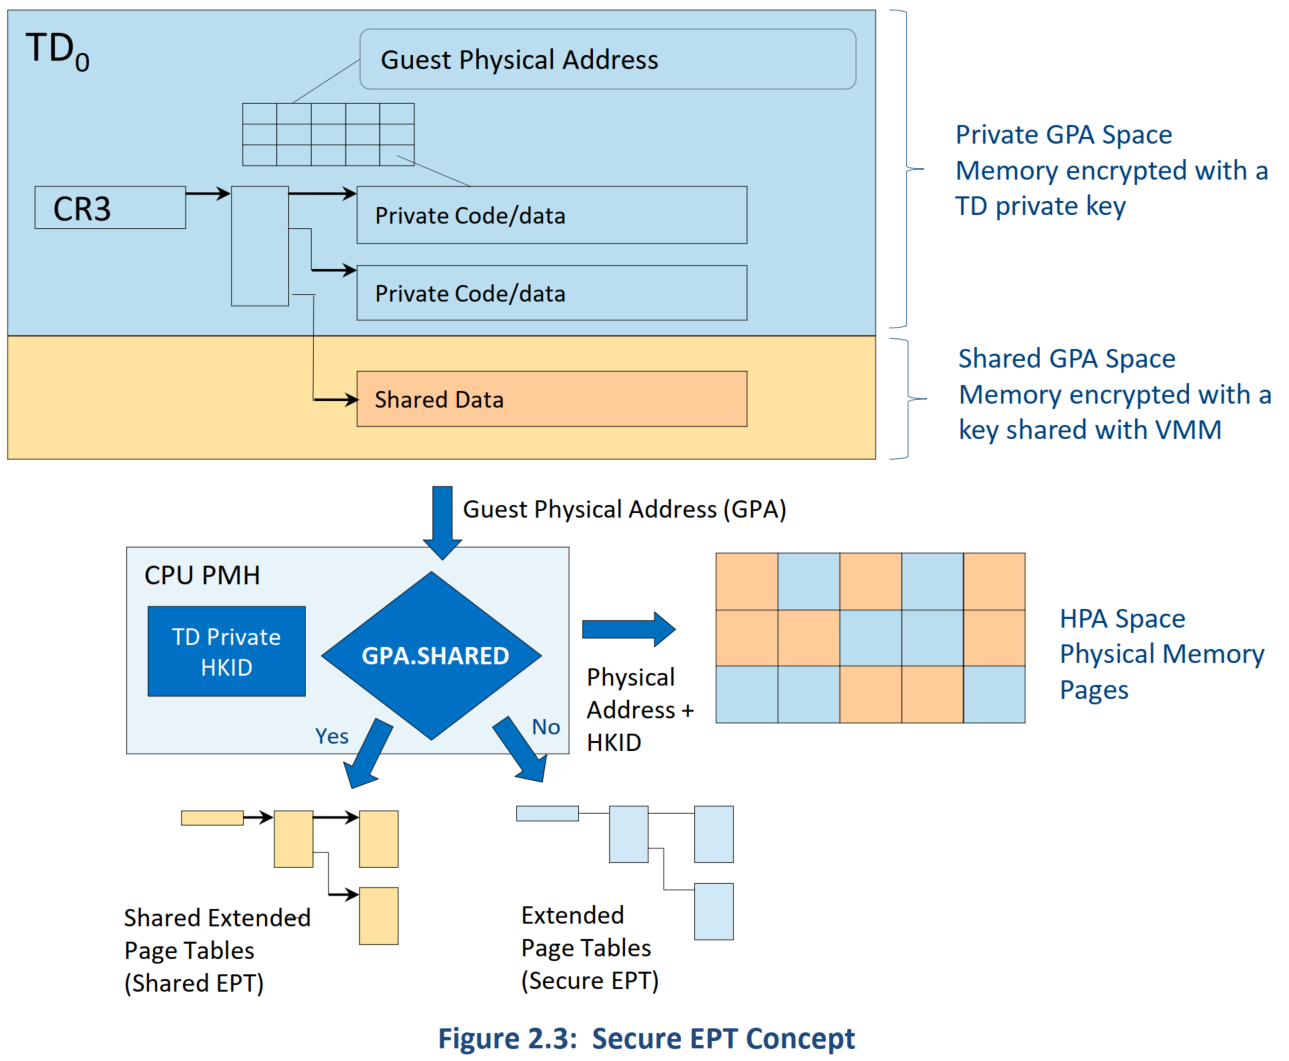 TD0
Guest Physical Address
CR3
Private Code/data
Private Code/data
Shared Data
Private GPA Space
Memory encrypted with a
TD private key
Shared GPA Space
Memory encrypted with a
key shared with VMM
Guest Physical Address (GPA)
CPU PMH
TD Private
HKID
GPA.SHARED
Yes
No
Physical
Address +
HKID
HPA Space
Physical Memory
Pages
Shared Extended
Page Tables
(Shared EPT)
Extended
Page Tables
(Secure EPT)
Figure 2.3: Secure EPT Concept